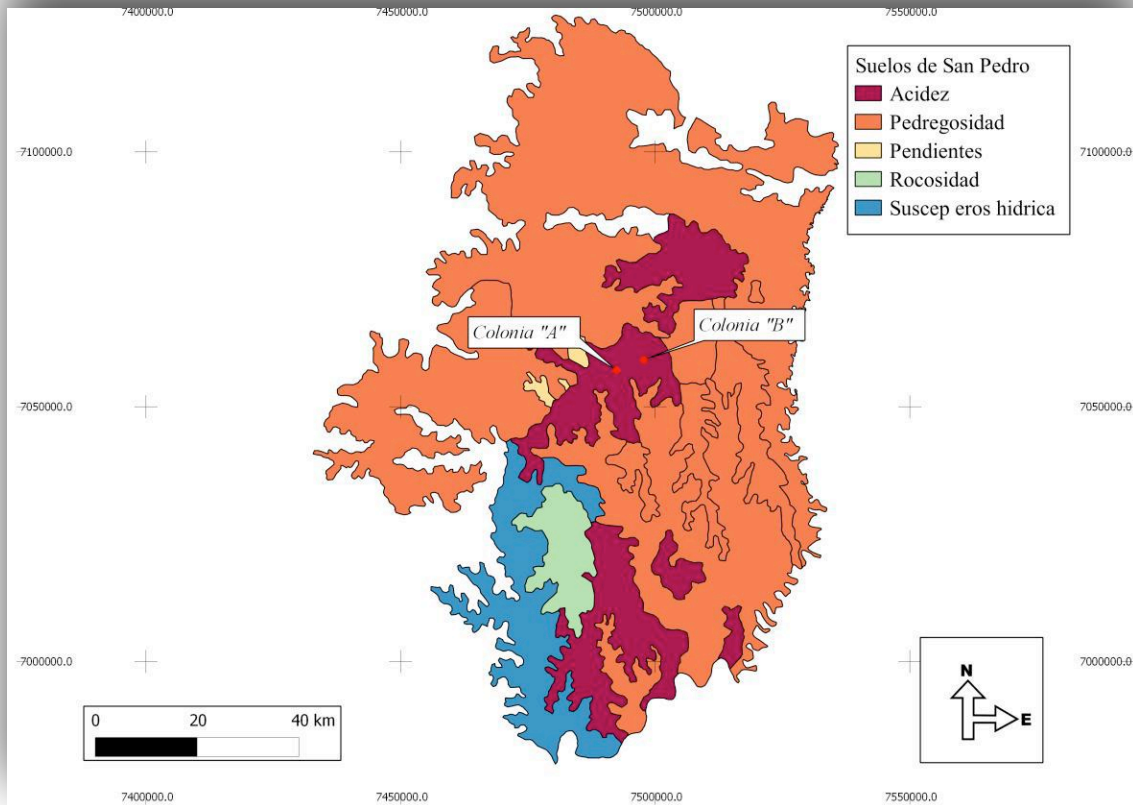 7400000.0 7450000.0 7500000.0 7550000.0
Suelos de San Pedro
Acidez
Pedregosidad
Pendientes
Rocosidad
Suscep eros hidrica
7100000.0 7100000.0
Colonia "A"
Colonia "B"
7050000.0 7050000.0
7000000.0 7000000.0
N
E
0 20 40 km
7400000.0 7450000.0 7500000.0 7550000.0